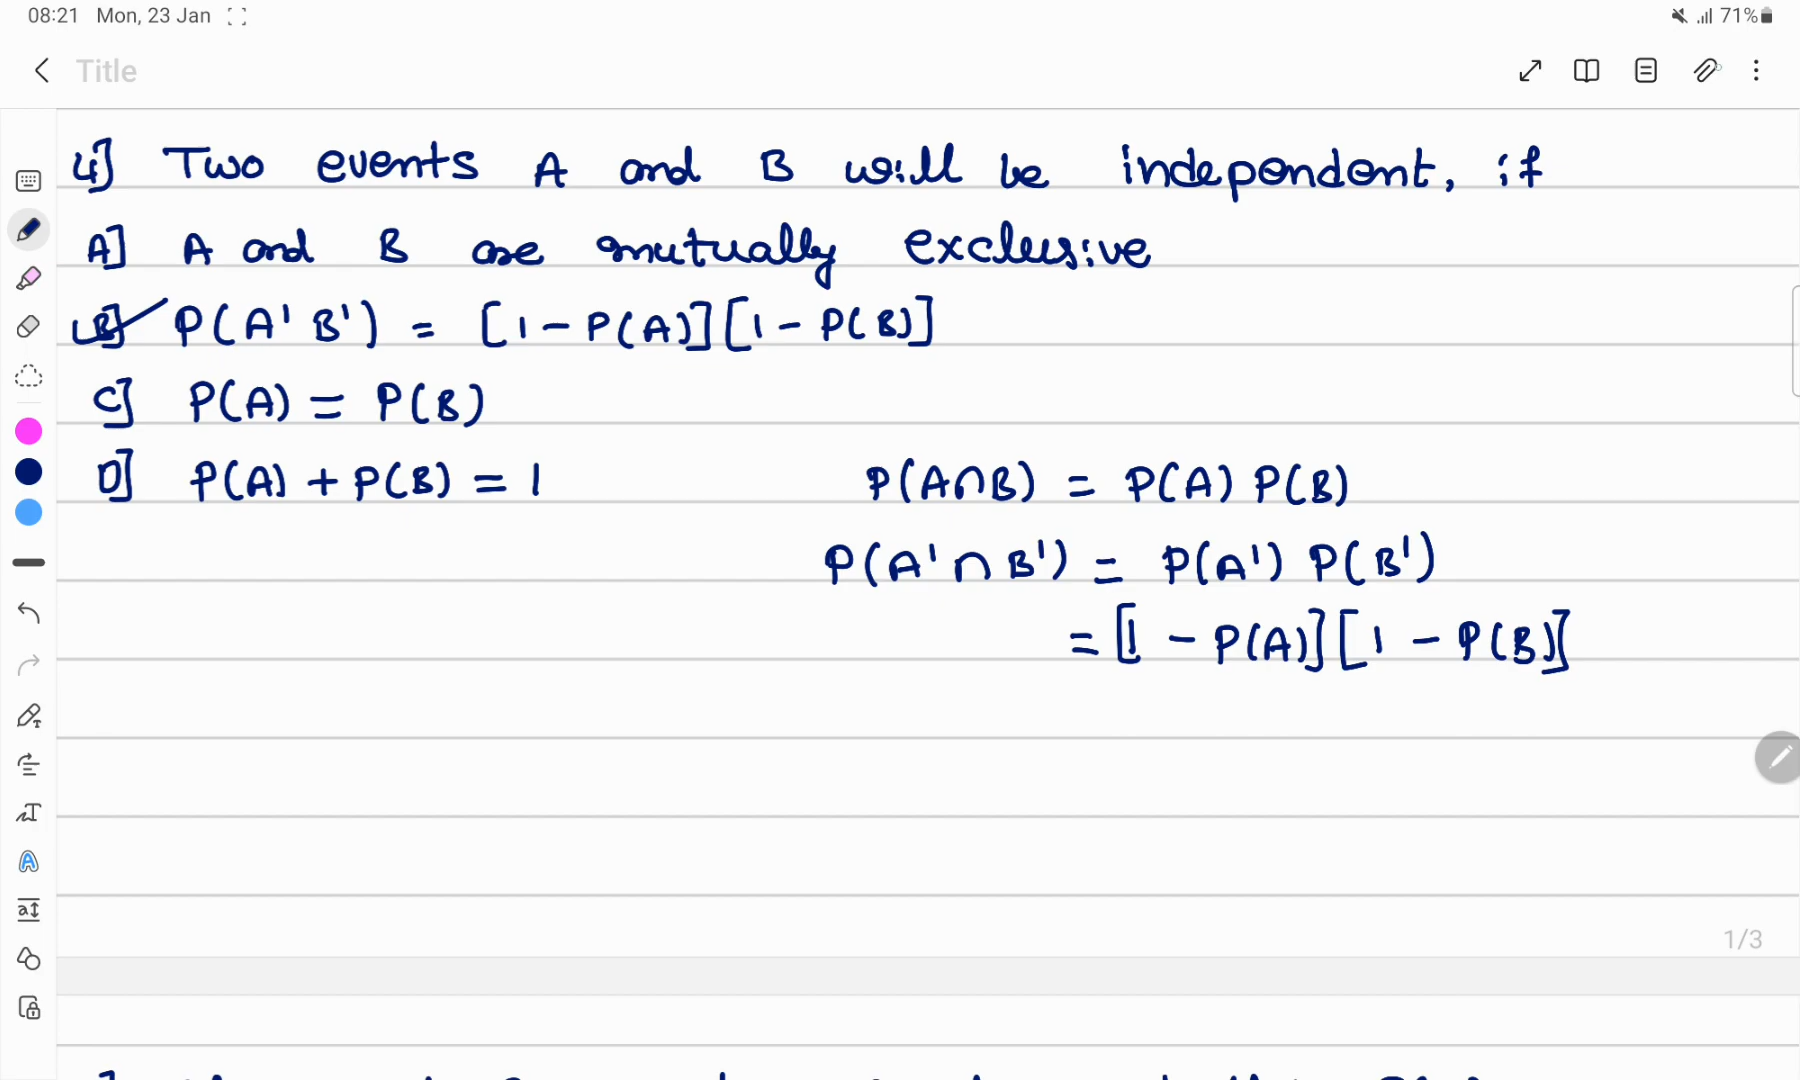 08:21 Mon, 23 Jan 71%
Title
4] Two events A and B will be independent, if
A] A and B are mutually exclusive
B] P(A'B') = [1 - P(A)][1 - P(B)]
C] P(A) = P(B)
D] P(A) + P(B) = 1
P(A∩B) = P(A) P(B)
P(A'∩B') = P(A') P(B')
= [1 - P(A)][1 - P(B)]
1/3